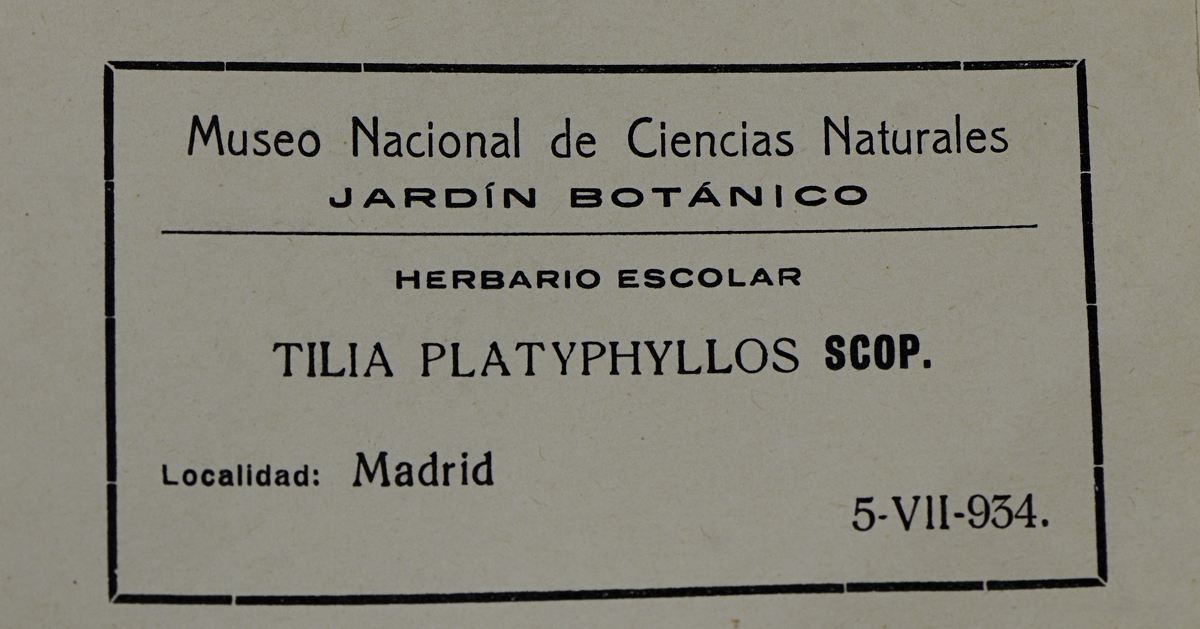 Museo Nacional de Ciencias Naturales
JARDÍN BOTÁNICO
HERBARIO ESCOLAR
TILIA PLATYPHYLLOS SCOP.
Localidad: Madrid
5-VII-934.